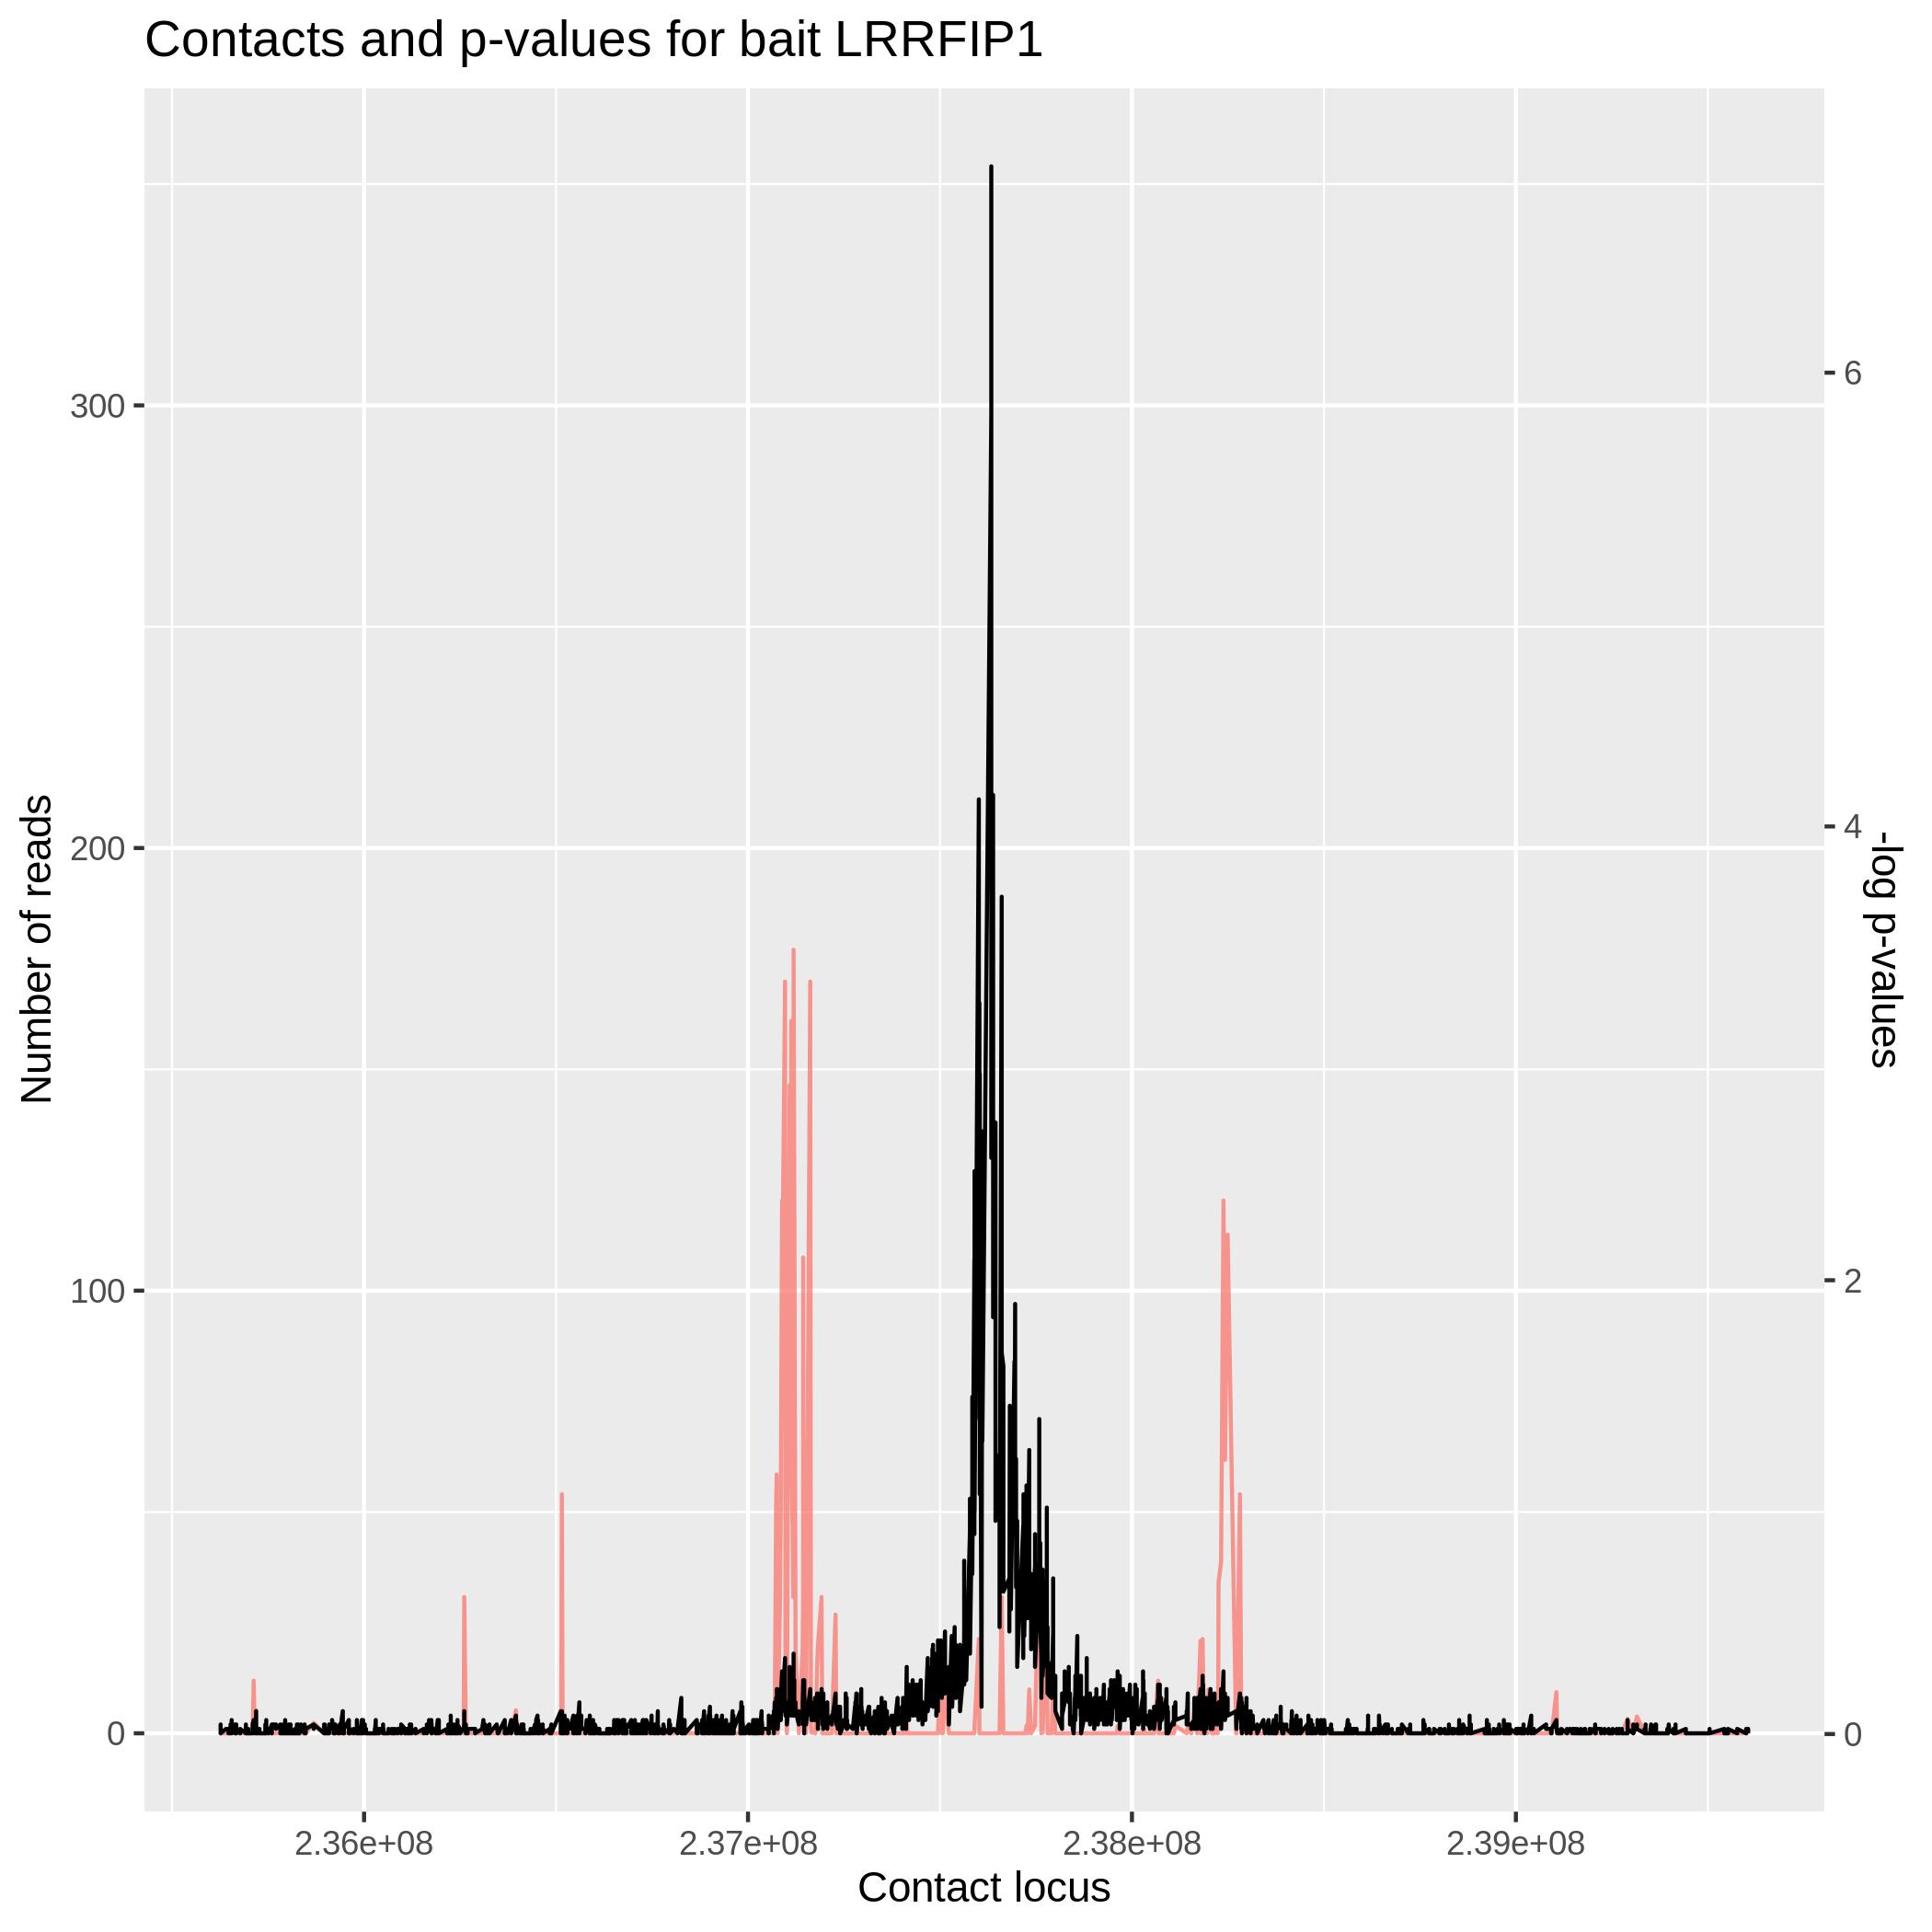 Contacts and p-values for bait LRRFIP1
300
200
100
0
6
4
2
0
Number of reads
-log p-values
2.36e+08 2.37e+08 2.38e+08 2.39e+08
Contact locus